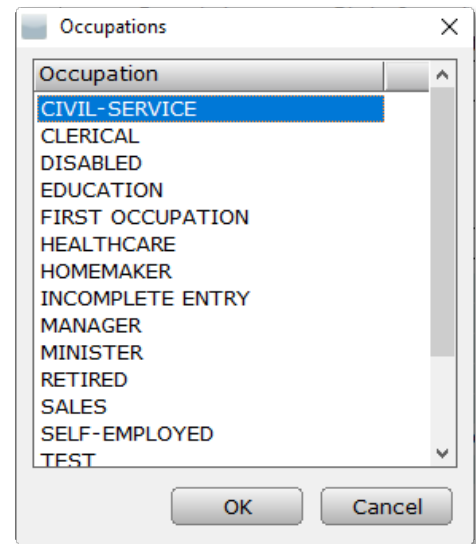 Occupations
Occupation
CIVIL-SERVICE
CLERICAL
DISABLED
EDUCATION
FIRST OCCUPATION
HEALTHCARE
HOMEMAKER
INCOMPLETE ENTRY
MANAGER
MINISTER
RETIRED
SALES
SELF-EMPLOYED
TEST
OK Cancel